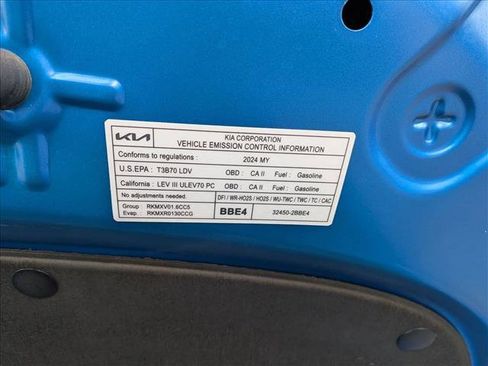 KIA
KIA CORPORATION
VEHICLE EMISSION CONTROL INFORMATION
Conforms to regulations : 2024 MY
U.S.EPA : T3B70 LDV OBD : CA II Fuel : Gasoline
California : LEV III ULEV70 PC OBD : CA II Fuel : Gasoline
No adjustments needed. DFI / WR-HO2S / HO2S / WU-TWC / TWC / TC / CAC
Group : RKMXV01.6CC5 BBE4 32450-2BBE4
Evap. : RKMXR0130CCG